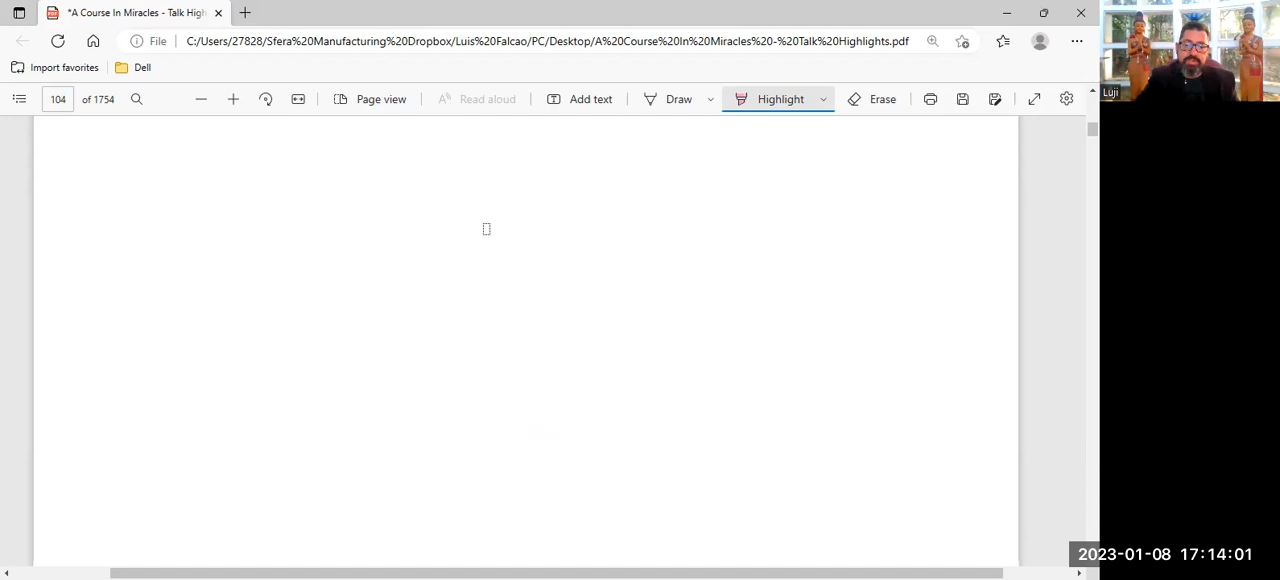 *A Course In Miracles - Talk High
File
C:/Users/27828/Sfera%20Manufacturing%20Dropbox/Luis%20Falcao/PC/Desktop/A%20Course%20In%20Miracles%20-%20Talk%20Highlights.pdf
Import favorites
Dell
104 of 1754
Page view
Read aloud
Add text
Draw
Highlight
Erase
Lüji
2023-01-08 17:14:01